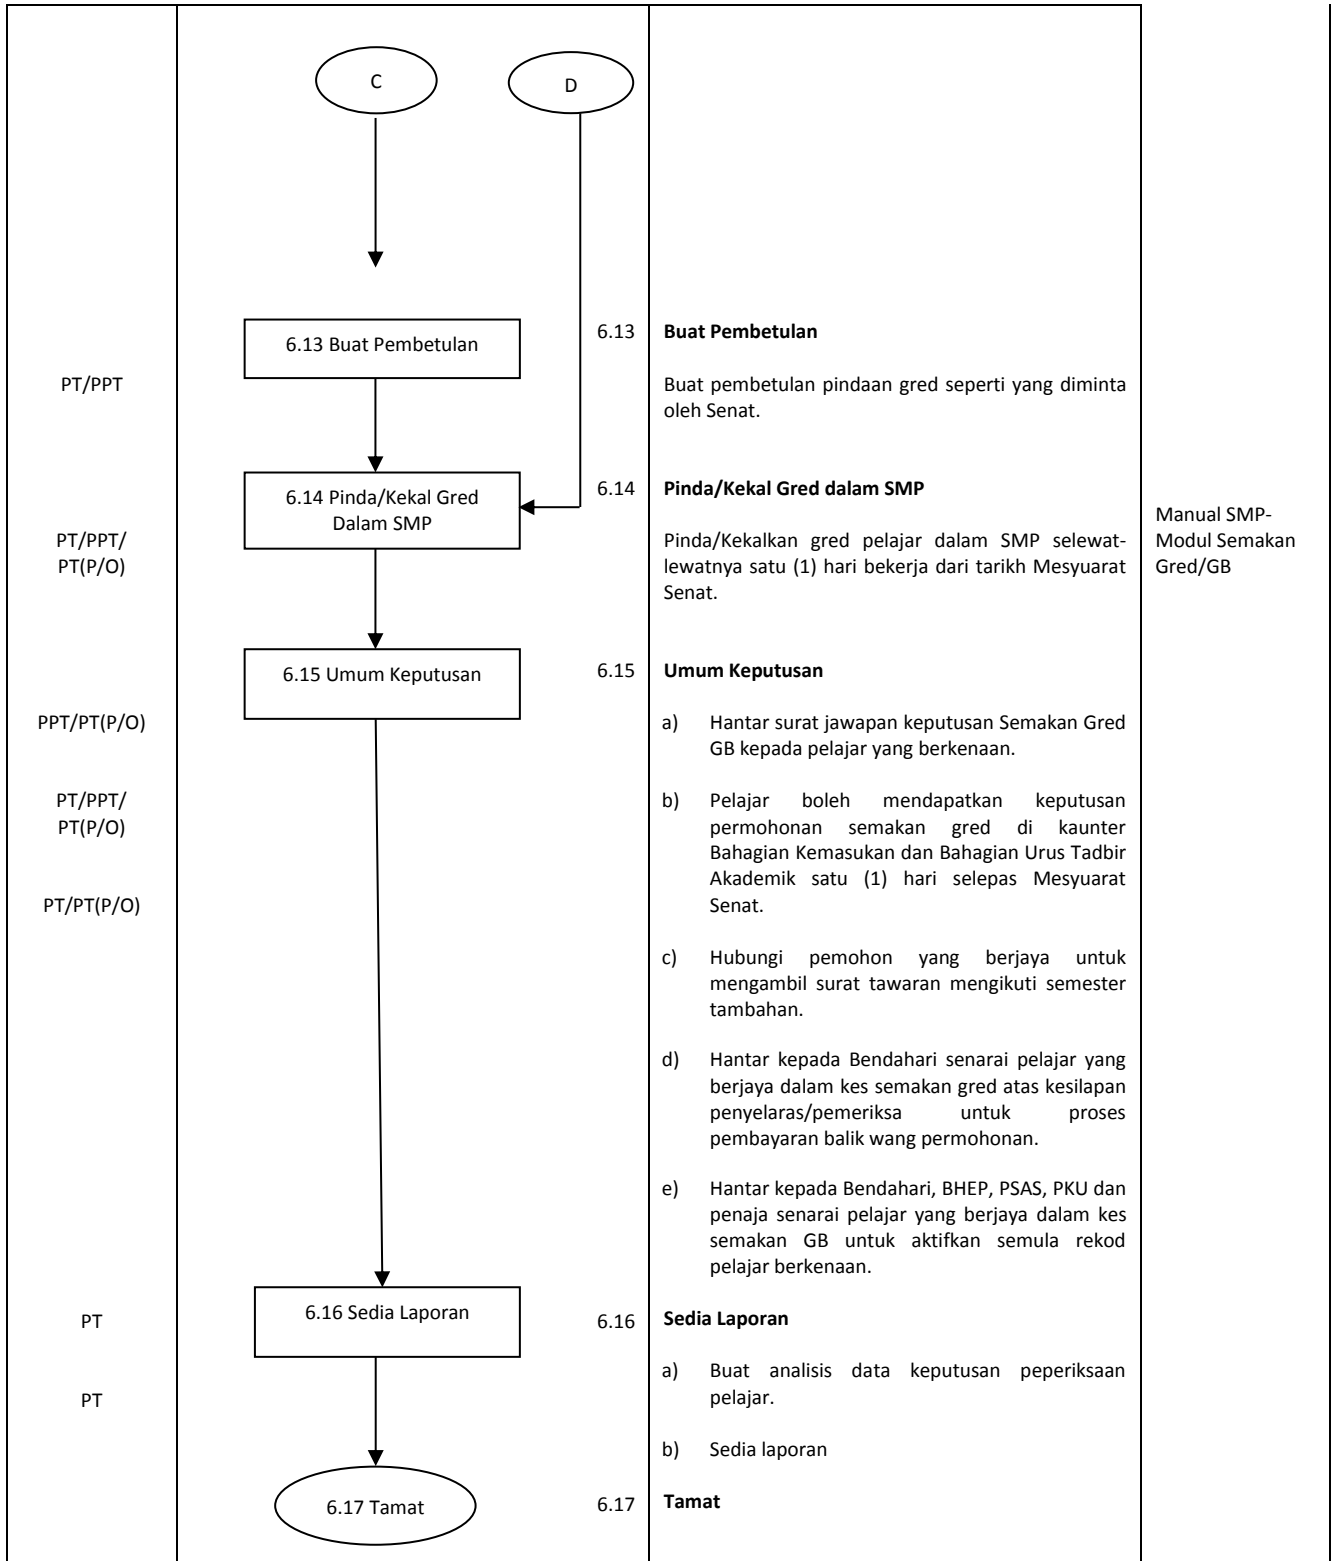 C
D
6.13 Buat Pembetulan
6.13
Buat Pembetulan
PT/PPT
Buat pembetulan pindaan gred seperti yang diminta
oleh Senat.
6.14 Pinda/Kekal Gred
Dalam SMP
6.14
Pinda/Kekal Gred dalam SMP
PT/PPT/
PT(P/O)
Pinda/Kekalkan gred pelajar dalam SMP selewat-
lewatnya satu (1) hari bekerja dari tarikh Mesyuarat
Senat.
Manual SMP-
Modul Semakan
Gred/GB
6.15 Umum Keputusan
6.15
Umum Keputusan
PPT/PT(P/O)
a) Hantar surat jawapan keputusan Semakan Gred
GB kepada pelajar yang berkenaan.
PT/PPT/
PT(P/O)
b) Pelajar boleh mendapatkan keputusan
permohonan semakan gred di kaunter
Bahagian Kemasukan dan Bahagian Urus Tadbir
Akademik satu (1) hari selepas Mesyuarat
Senat.
PT/PT(P/O)
c) Hubungi pemohon yang berjaya untuk
mengambil surat tawaran mengikuti semester
tambahan.
d) Hantar kepada Bendahari senarai pelajar yang
berjaya dalam kes semakan gred atas kesilapan
penyelaras/pemeriksa untuk proses
pembayaran balik wang permohonan.
e) Hantar kepada Bendahari, BHEP, PSAS, PKU dan
penaja senarai pelajar yang berjaya dalam kes
semakan GB untuk aktifkan semula rekod
pelajar berkenaan.
PT
6.16 Sedia Laporan
6.16
Sedia Laporan
PT
a) Buat analisis data keputusan peperiksaan
pelajar.
b) Sedia laporan
6.17 Tamat
6.17
Tamat